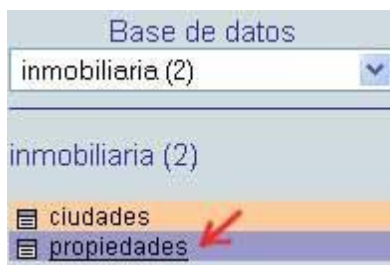 Base de datos
inmobiliaria (2)
inmobiliaria (2)
ciudades
propiedades